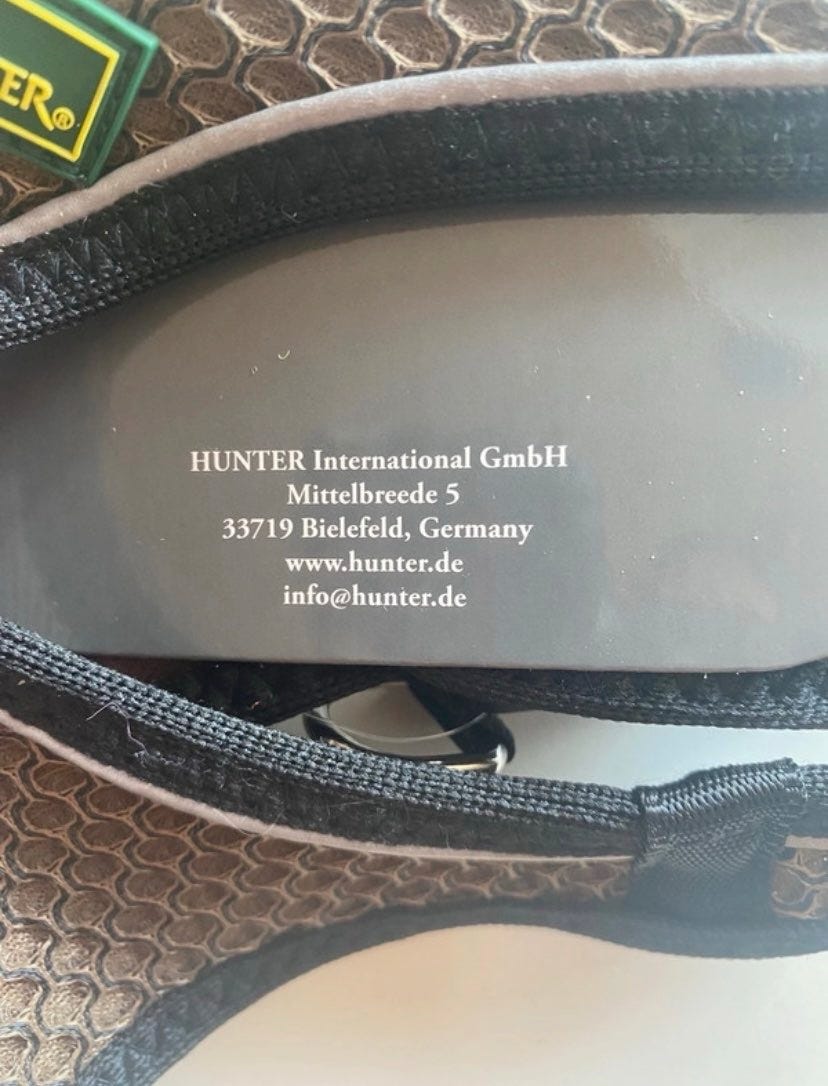 ER®
HUNTER International GmbH
Mittelbreede 5
33719 Bielefeld, Germany
www.hunter.de
info@hunter.de